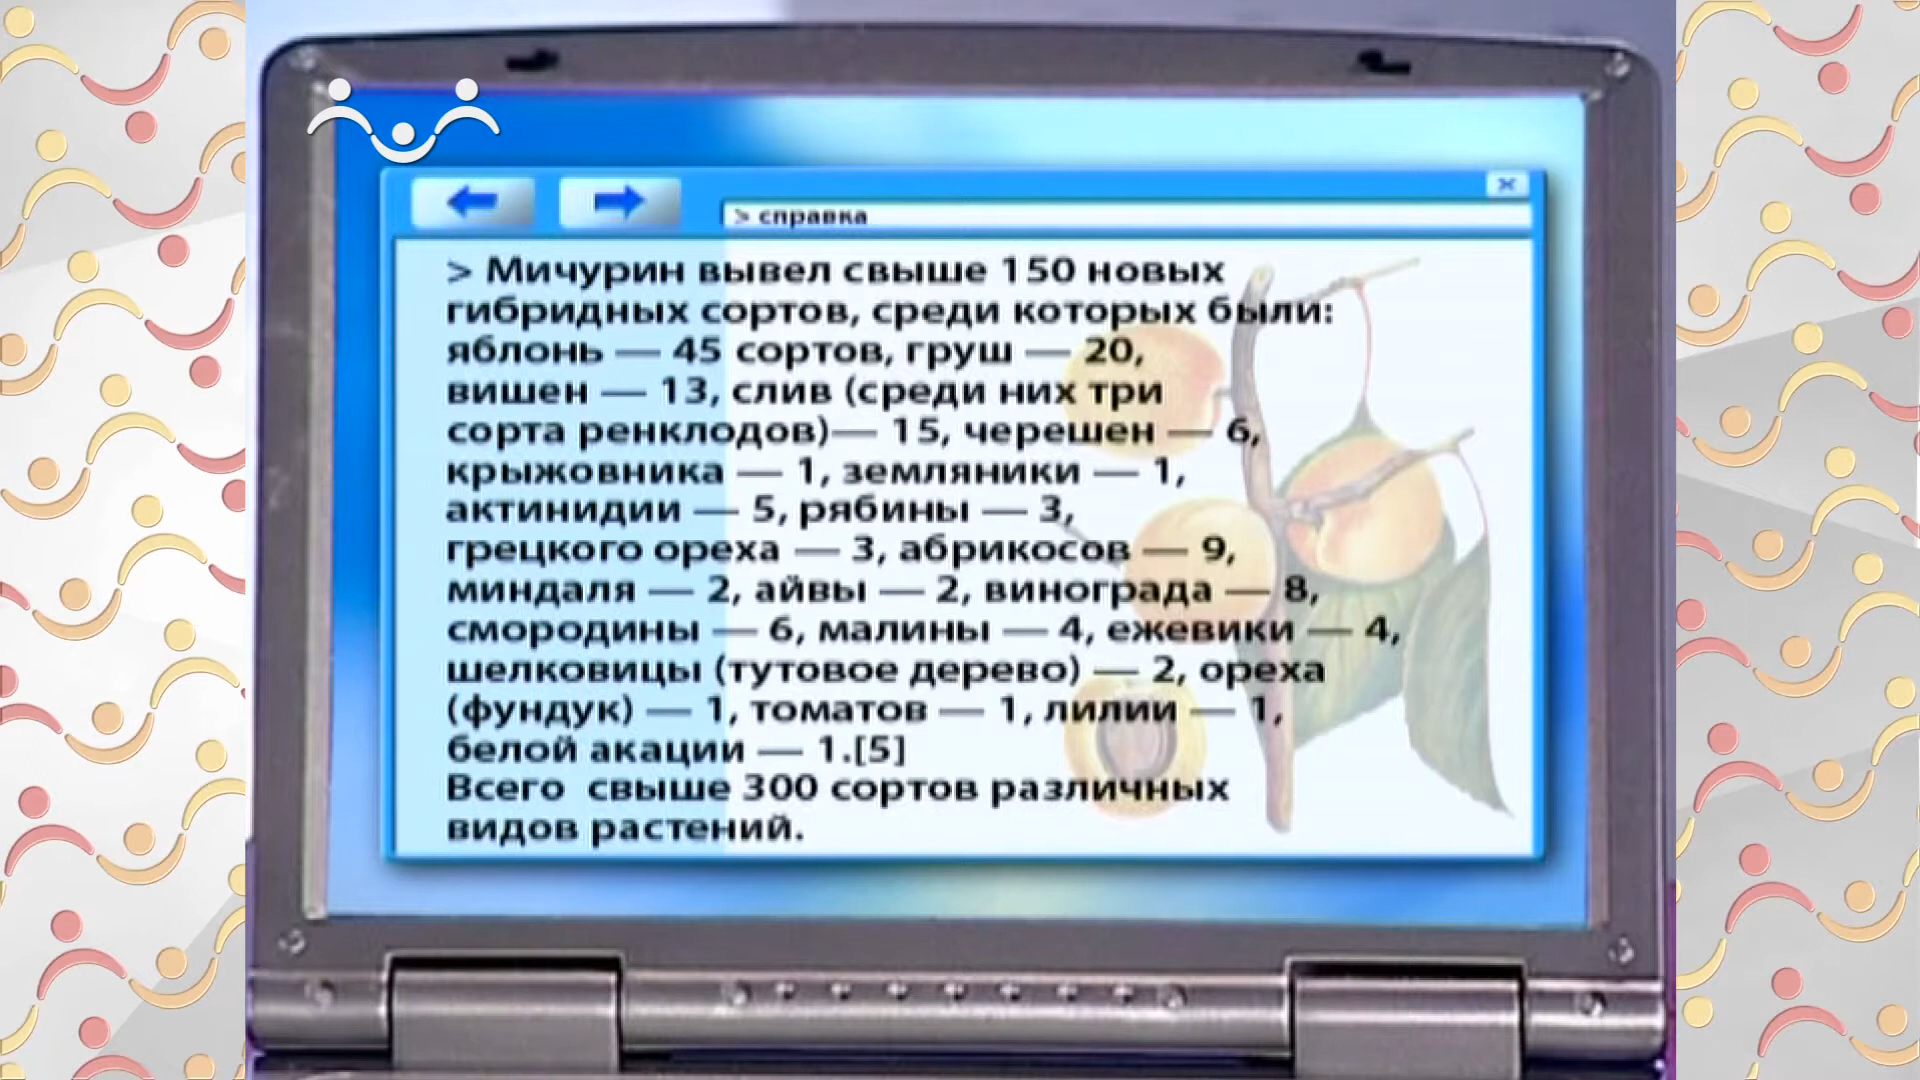 > справка
> Мичурин вывел свыше 150 новых
гибридных сортов, среди которых были:
яблонь — 45 сортов, груш — 20,
вишен — 13, слив (среди них три
сорта ренклодов)— 15, черешен — 6,
крыжовника — 1, земляники — 1,
актинидии — 5, рябины — 3,
грецкого ореха — 3, абрикосов — 9,
миндаля — 2, айвы — 2, винограда — 8,
смородины — 6, малины — 4, ежевики — 4,
шелковицы (тутовое дерево) — 2, ореха
(фундук) — 1, томатов — 1, лилии — 1,
белой акации — 1.[5]
Всего свыше 300 сортов различных
видов растений.